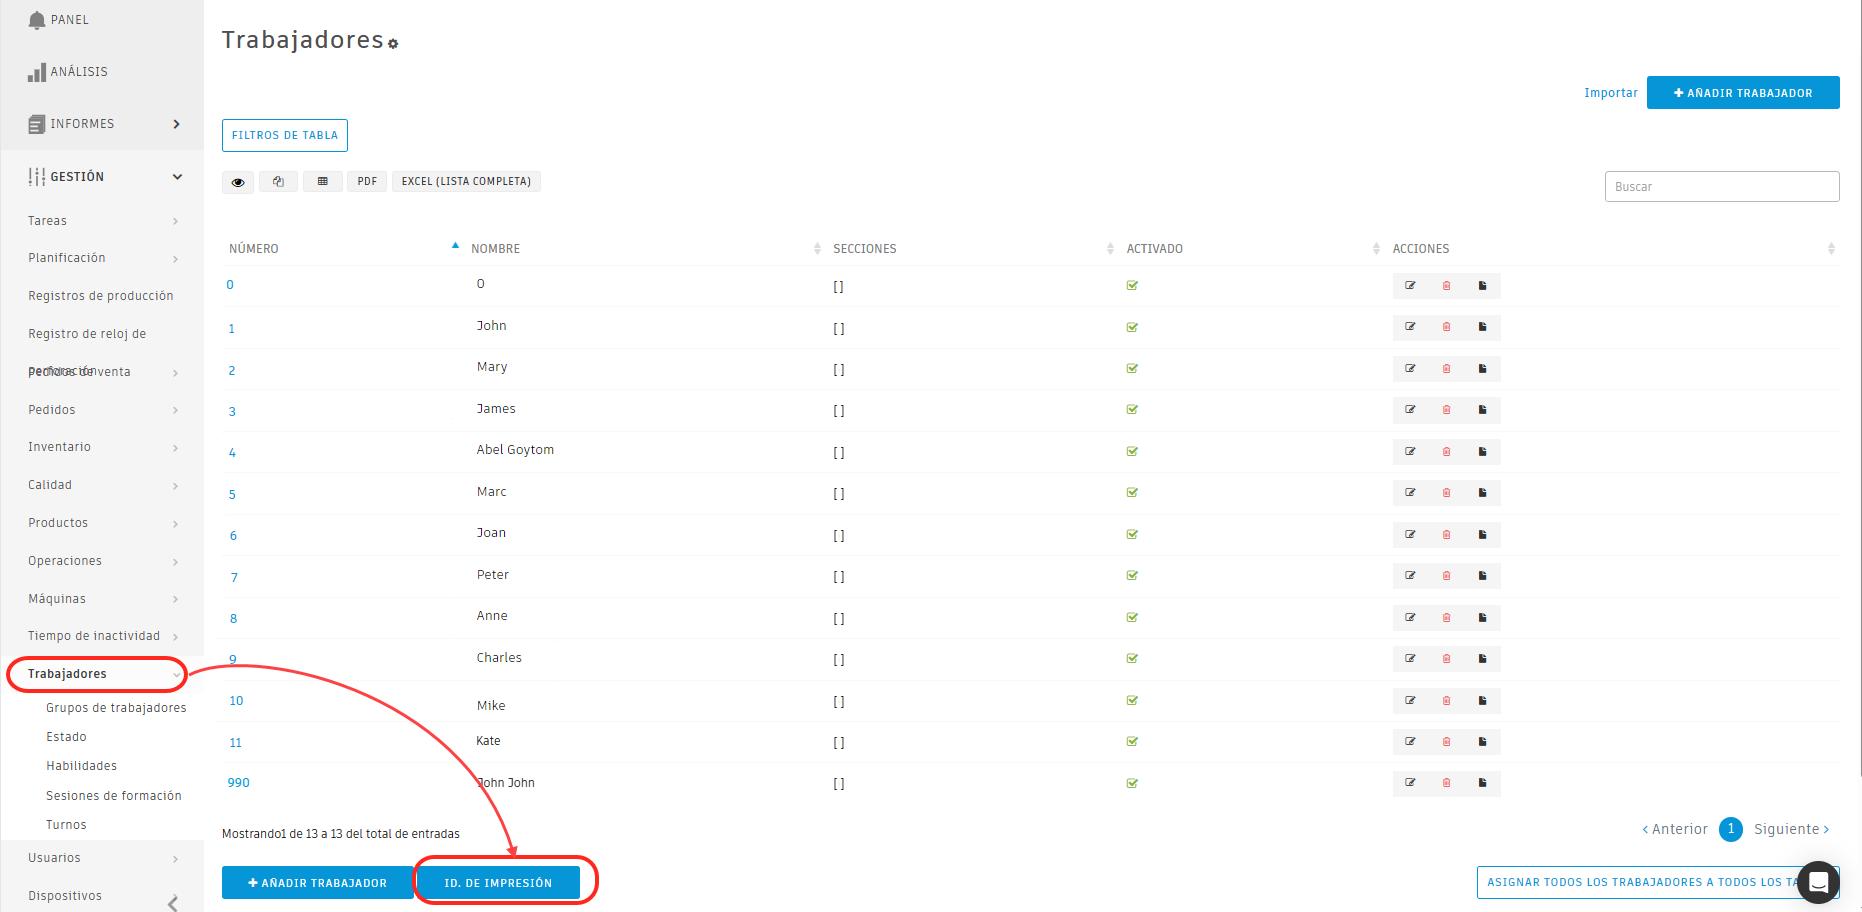 PANEL
ANÁLISIS
INFORMES
GESTIÓN
Tareas
Planificación
Registros de producción
Registro de reloj de
perforación
Pedidos de venta
Pedidos
Inventario
Calidad
Productos
Operaciones
Máquinas
Tiempo de inactividad
Trabajadores
Grupos de trabajadores
Estado
Habilidades
Sesiones de formación
Turnos
Usuarios
Dispositivos
Trabajadores
Importar
AÑADIR TRABAJADOR
FILTROS DE TABLA
PDF
EXCEL (LISTA COMPLETA)
Buscar
NÚMERO NOMBRE SECCIONES ACTIVADO ACCIONES
0 O []
1 John []
2 Mary []
3 James []
4 Abel Goytom []
5 Marc []
6 Joan []
7 Peter []
8 Anne []
9 Charles []
10 Mike []
11 Kate []
990 John John []
Mostrando1 de 13 a 13 del total de entradas
Anterior 1 Siguiente
AÑADIR TRABAJADOR
ID. DE IMPRESIÓN
ASIGNAR TODOS LOS TRABAJADORES A TODOS LOS TA